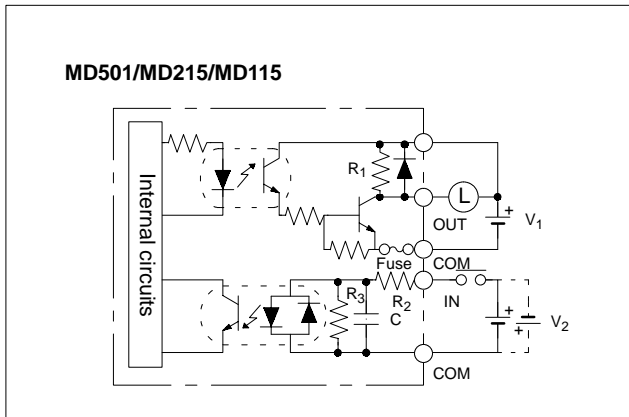 MD501/MD215/MD115
Internal circuits
R1
L
OUT
+
V1
COM
Fuse
R3
R2
IN
C
+
+
V2
COM